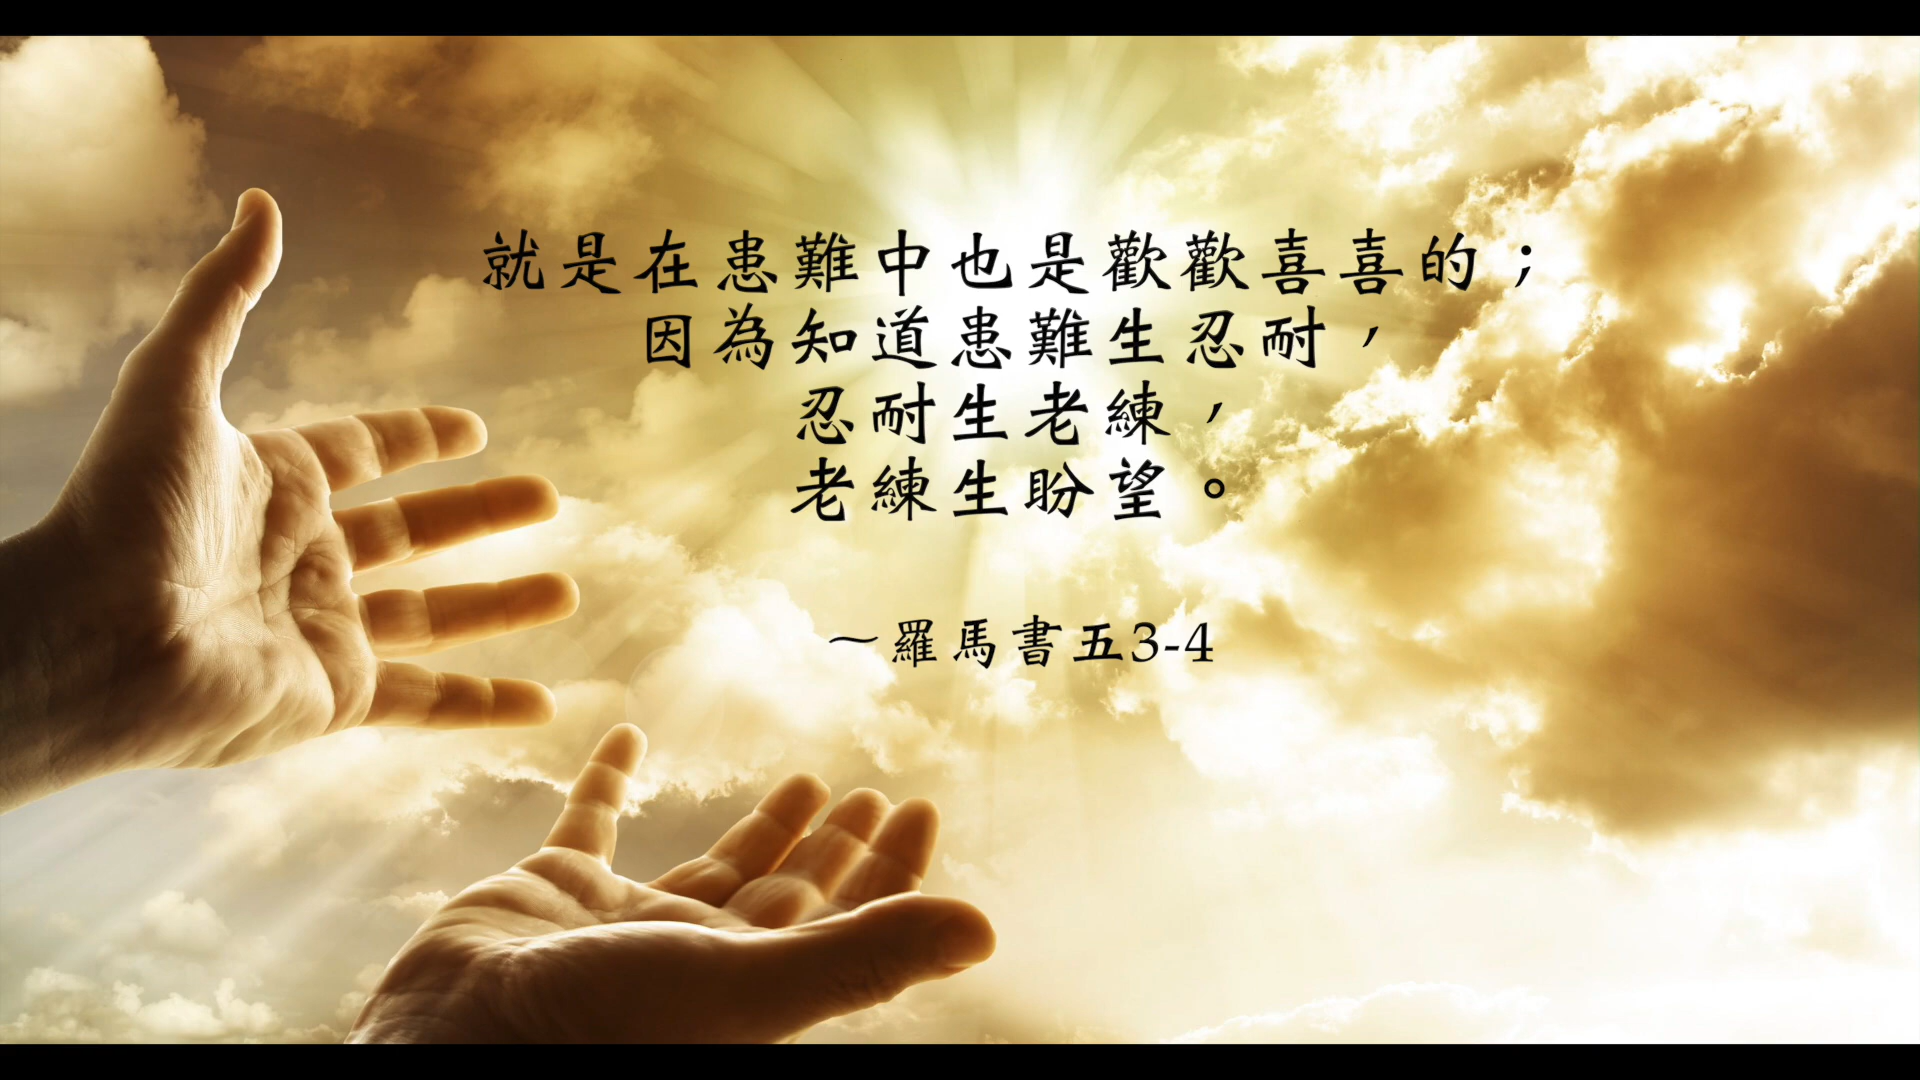 就是在患難中也是歡歡喜喜的；
因為知道患難生忍耐，
忍耐生老練，
老練生盼望。
～羅馬書五3-4